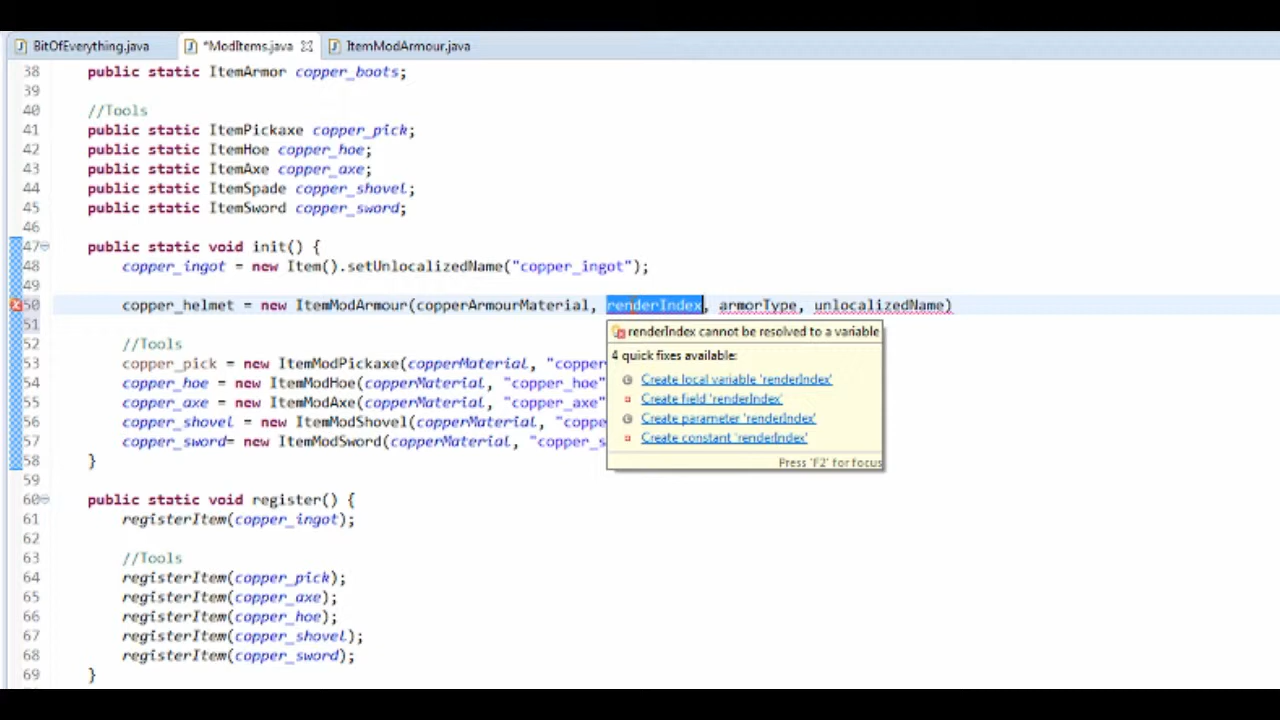 BitOfEverything.java *ModItems.java ItemModArmour.java
38 public static ItemArmor copper_boots;
39
40 //Tools
41 public static ItemPickaxe copper_pick;
42 public static ItemHoe copper_hoe;
43 public static ItemAxe copper_axe;
44 public static ItemSpade copper_shovel;
45 public static ItemSword copper_sword;
46
47 public static void init() {
48 copper_ingot = new Item().setUnlocalizedName("copper_ingot");
49
50 copper_helmet = new ItemModArmour(copperArmourMaterial, renderIndex, armorType, unlocalizedName)
51
renderIndex cannot be resolved to a variable
4 quick fixes available:
Create local variable 'renderIndex'
Create field 'renderIndex'
Create parameter 'renderIndex'
Create constant 'renderIndex'
Press 'F2' for focus
52 //Tools
53 copper_pick = new ItemModPickaxe(copperMaterial, "copper
54 copper_hoe = new ItemModHoe(copperMaterial, "copper_hoe"
55 copper_axe = new ItemModAxe(copperMaterial, "copper_axe"
56 copper_shovel = new ItemModShovel(copperMaterial, "coppe
57 copper_sword= new ItemModSword(copperMaterial, "copper_s
58 }
59
60 public static void register() {
61 registerItem(copper_ingot);
62
63 //Tools
64 registerItem(copper_pick);
65 registerItem(copper_axe);
66 registerItem(copper_hoe);
67 registerItem(copper_shovel);
68 registerItem(copper_sword);
69 }